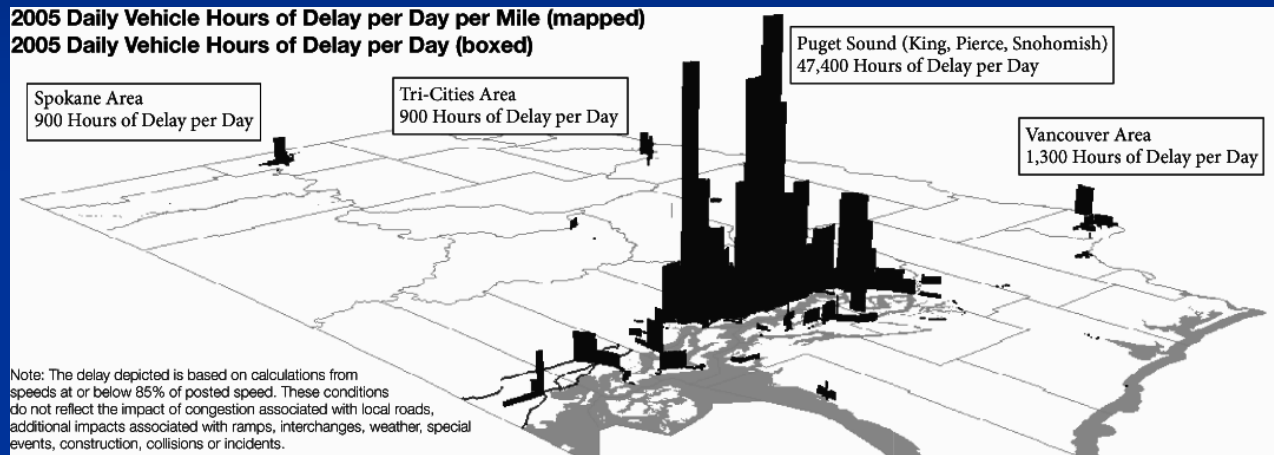 2005 Daily Vehicle Hours of Delay per Day per Mile (mapped)
2005 Daily Vehicle Hours of Delay per Day (boxed)
Puget Sound (King, Pierce, Snohomish)
47,400 Hours of Delay per Day
Spokane Area
900 Hours of Delay per Day
Tri-Cities Area
900 Hours of Delay per Day
Vancouver Area
1,300 Hours of Delay per Day
Note: The delay depicted is based on calculations from
speeds at or below 85% of posted speed. These conditions
do not reflect the impact of congestion associated with local roads,
additional impacts associated with ramps, interchanges, weather, special
events, construction, collisions or incidents.